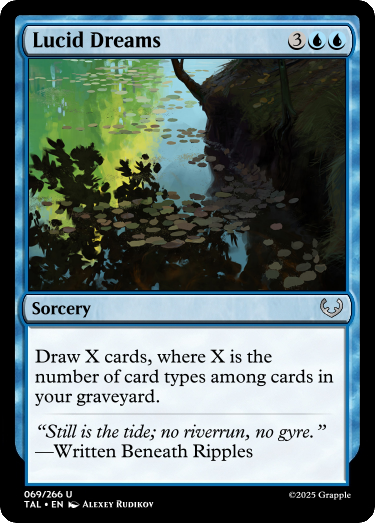 Lucid Dreams 3
Sorcery
Draw X cards, where X is the
number of card types among cards in
your graveyard.
“Still is the tide; no riverrun, no gyre.”
—Written Beneath Ripples
069/266 U
TAL • EN Alexey Rudikov
©2025 Grapple